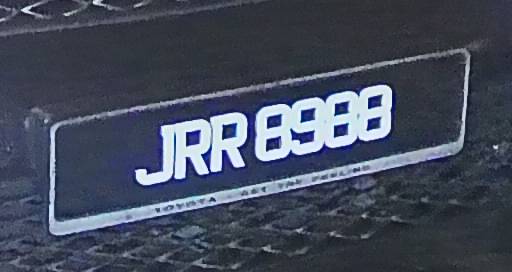 JRR 8988
TOYOTA GET THE FEELING